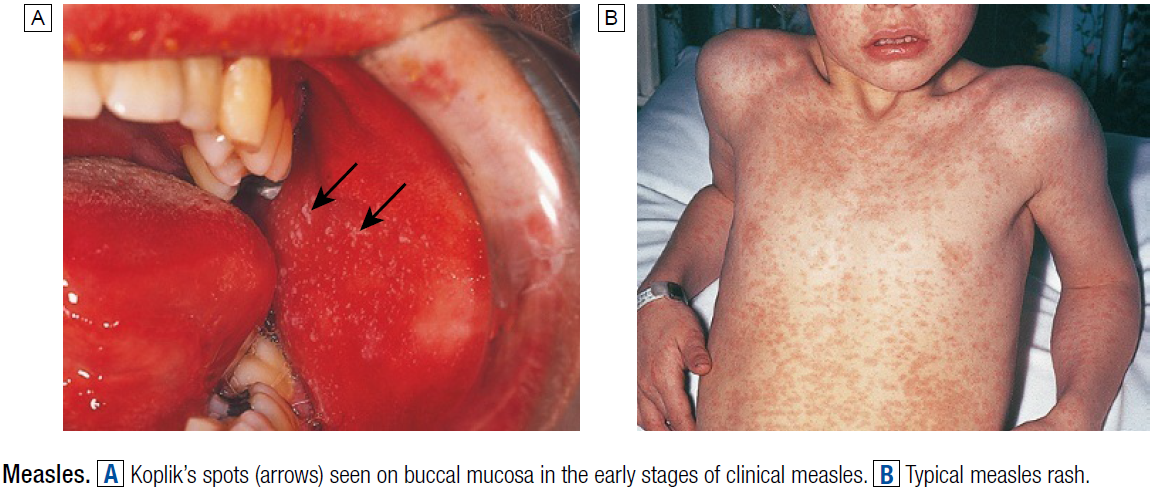 A
B
Measles. A Koplik's spots (arrows) seen on buccal mucosa in the early stages of clinical measles. B Typical measles rash.